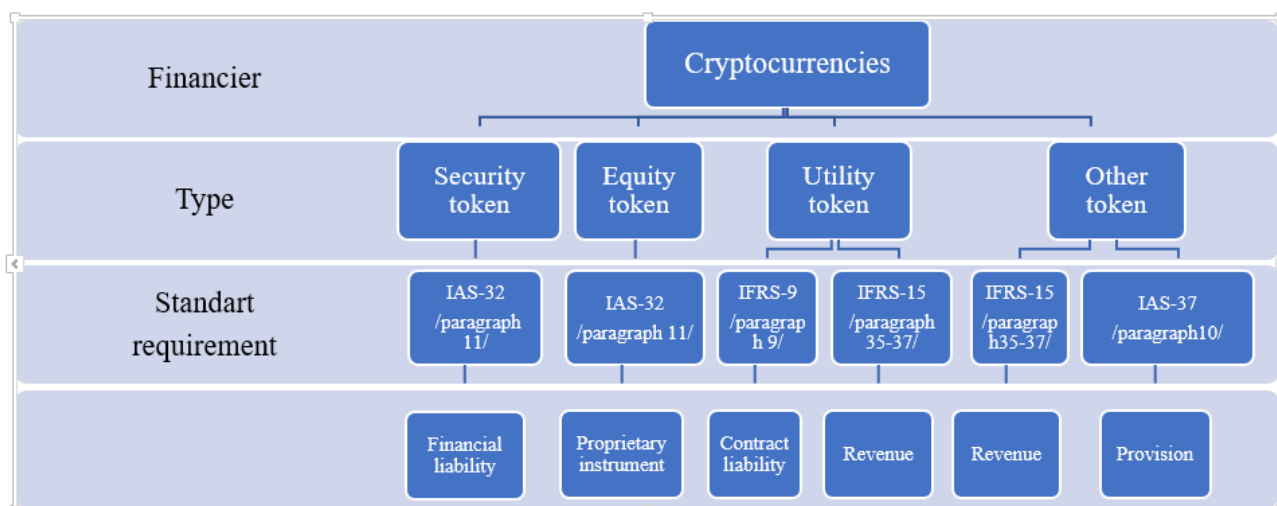 Financier
Cryptocurrencies
Type
Security
token
Equity
token
Utility
token
Other
token
Standart
requirement
IAS-32
/paragraph
11/
IAS-32
/paragraph 11/
IFRS-9
/paragrap
h 9/
IFRS-15
/paragraph
35-37/
IFRS-15
/paragrap
h35-37/
IAS-37
/paragraph10/
Financial
liability
Proprietary
instrument
Contract
liability
Revenue
Revenue
Provision